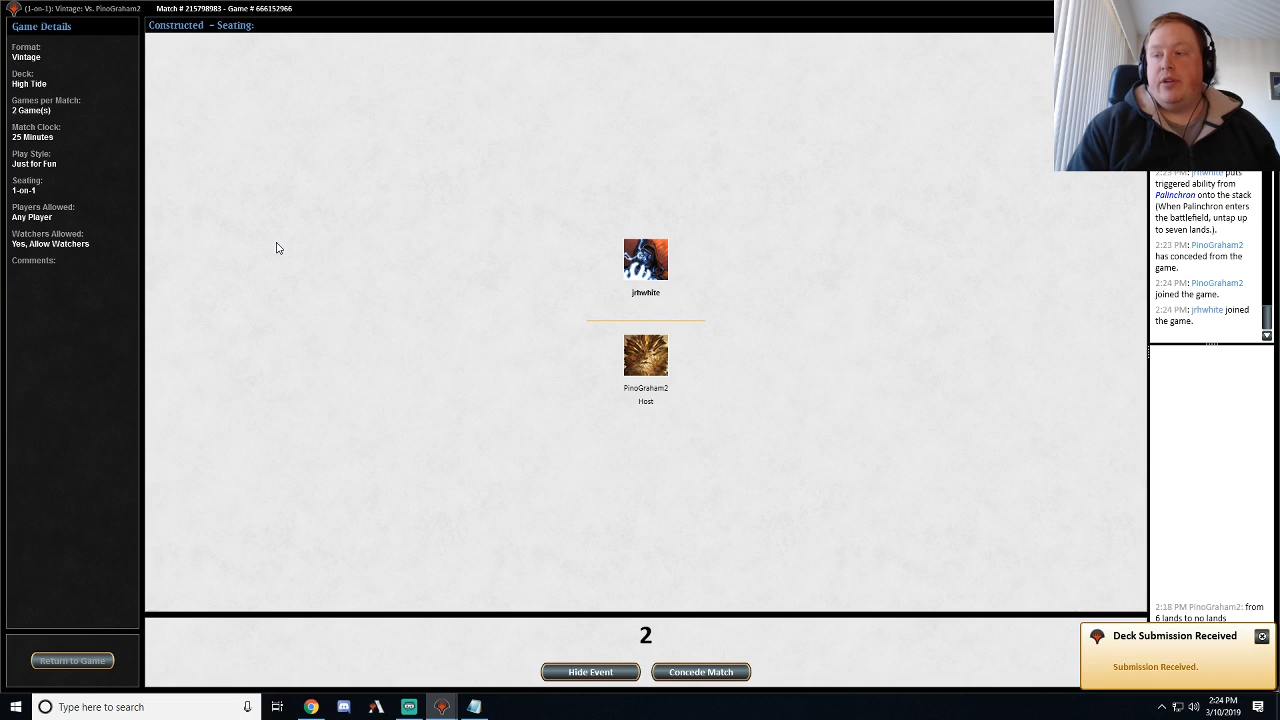 (1-on-1): Vintage: Vs. PinoGraham2 Match # 215798983 - Game # 666152966
Game Details
Format:
Vintage
Deck:
High Tide
Games per Match:
2 Game(s)
Match Clock:
25 Minutes
Play Style:
Just for Fun
Seating:
1-on-1
Players Allowed:
Any Player
Watchers Allowed:
Yes, Allow Watchers
Comments:
Return to Game
Constructed - Seating:
jrhwhite
PinoGraham2
Host
2
Hide Event
Concede Match
2:23 PM: jrhwhite puts
triggered ability from
Palinchron onto the stack
(When Palinchron enters
the battlefield, untap up
to seven lands.).
2:23 PM: PinoGraham2
has conceded from the
game.
2:24 PM: PinoGraham2
joined the game.
2:24 PM: jrhwhite joined
the game.
2:18 PM PinoGraham2: from
6 lands to no lands
Deck Submission Received
Submission Received.
Type here to search
2:24 PM
3/10/2019